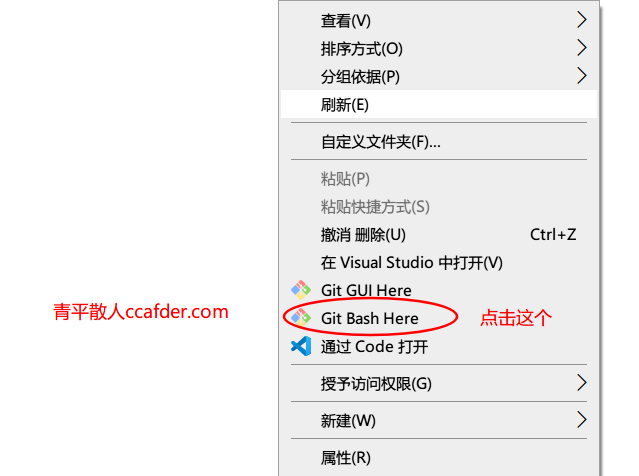 查看(V)
排序方式(O)
分组依据(P)
刷新(E)
自定义文件夹(F)...
粘贴(P)
粘贴快捷方式(S)
撤消 删除(U) Ctrl+Z
在 Visual Studio 中打开(V)
Git GUI Here
青平散人ccafder.com
Git Bash Here 点击这个
通过 Code 打开
授予访问权限(G)
新建(W)
属性(R)